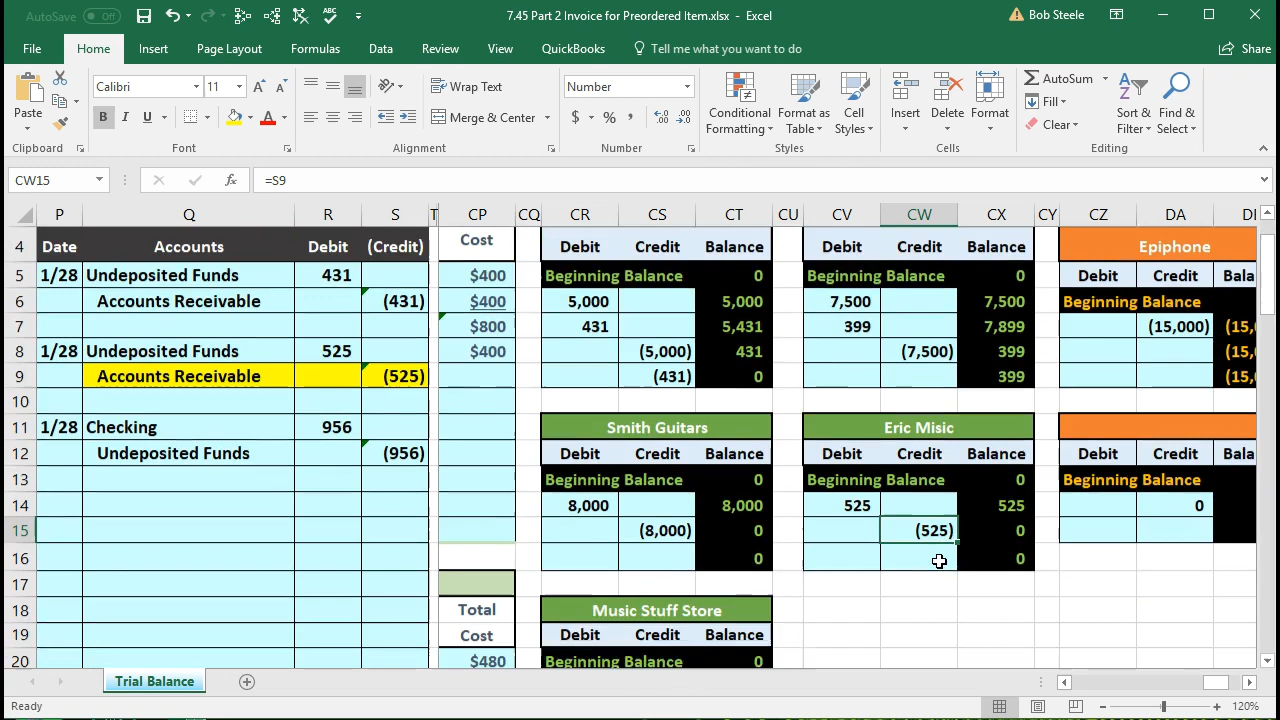 AutoSave Off 7.45 Part 2 Invoice for Preordered Item.xlsx - Excel Bob Steele
File Home Insert Page Layout Formulas Data Review View QuickBooks Tell me what you want to do Share
Calibri 11 Wrap Text Number AutoSum
Paste B I U Merge & Center $ % , Conditional Formatting Format as Table Cell Styles Insert Delete Format Fill Clear Sort & Filter Find & Select
Clipboard Font Alignment Number Styles Cells Editing
CW15 fx =S9
P Q R S T CP CQ CR CS CT CU CV CW CX CY CZ DA
4 Date Accounts Debit (Credit) Cost Debit Credit Balance Debit Credit Balance Epiphone
5 1/28 Undeposited Funds 431 $400 Beginning Balance 0 Beginning Balance 0 Debit Credit
6 Accounts Receivable (431) $400 5,000 5,000 7,500 7,500 Beginning Balance
7 $800 431 5,431 399 7,899 (15,000) (15,
8 1/28 Undeposited Funds 525 $400 (5,000) 431 (7,500) 399 (15,
9 Accounts Receivable (525) (431) 0 399 (15,
10
11 1/28 Checking 956 Smith Guitars Eric Misic
12 Undeposited Funds (956) Debit Credit Balance Debit Credit Balance Debit Credit
13 Beginning Balance 0 Beginning Balance 0 Beginning Balance
14 8,000 8,000 525 525 0
15 (8,000) 0 (525) 0
16 0 0
17
18 Total Music Stuff Store
19 Cost Debit Credit Balance
20 $480 Beginning Balance 0
Trial Balance
Ready 120%